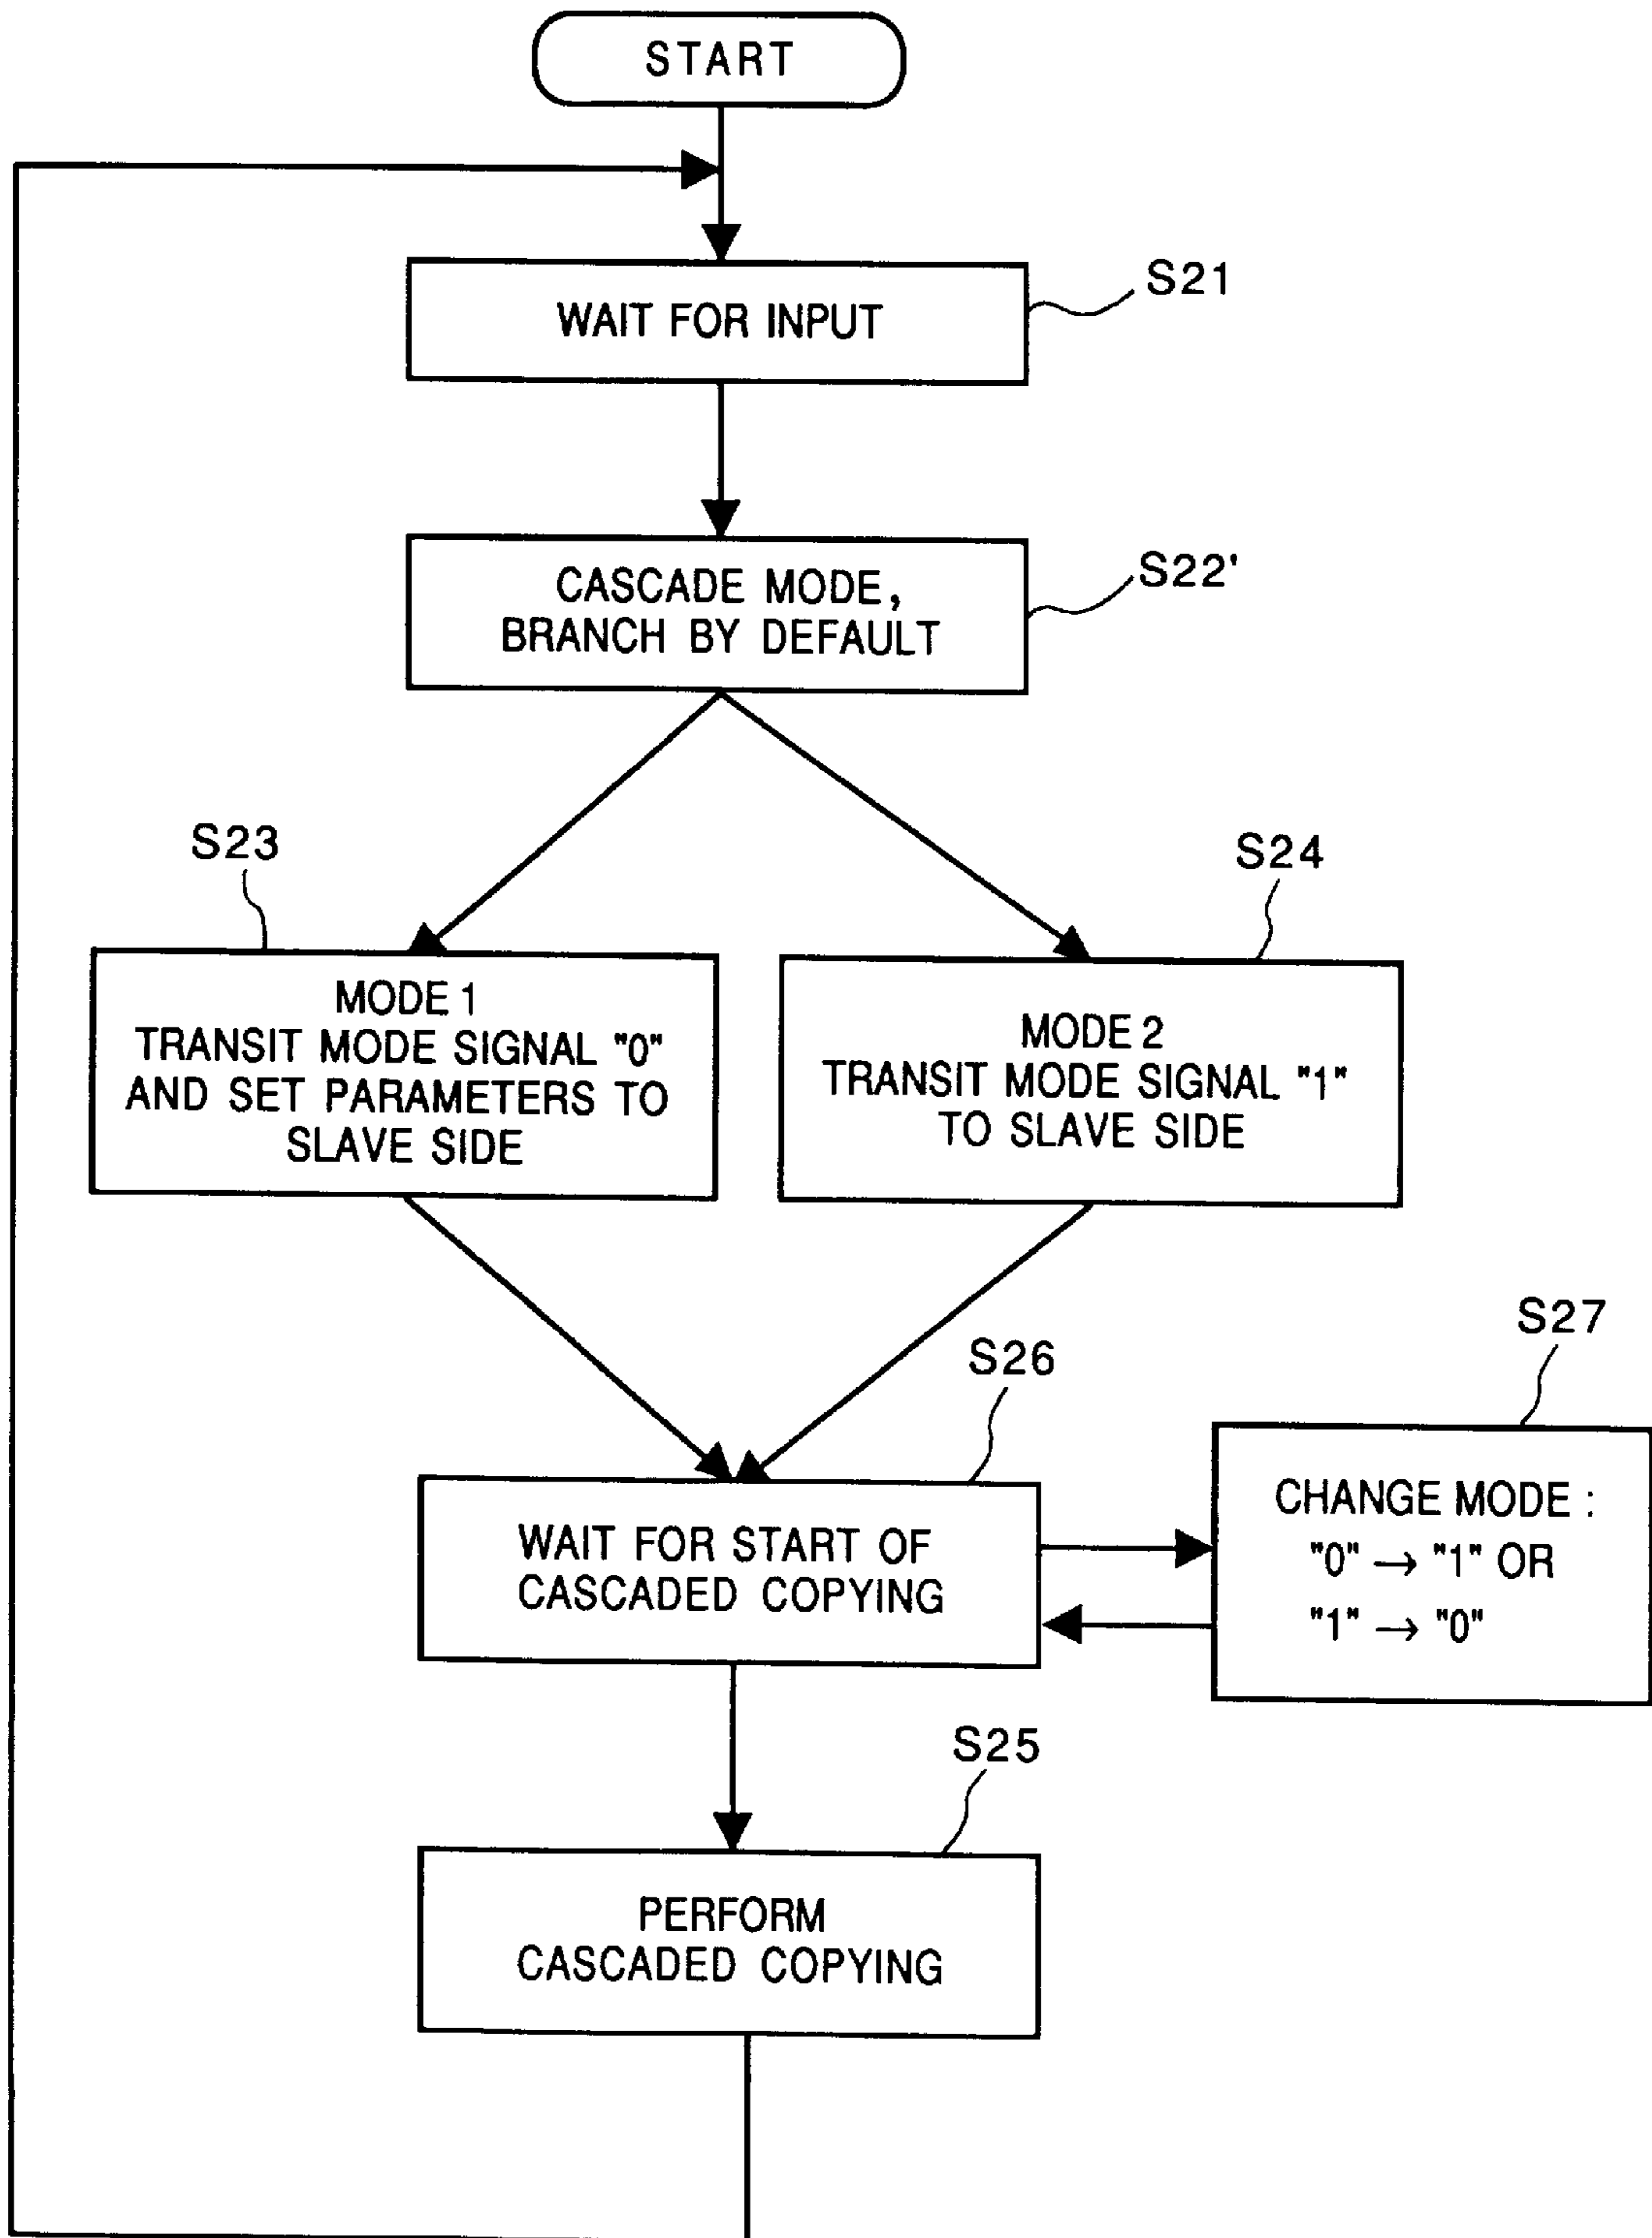 START
WAIT FOR INPUT
S21
CASCADE MODE,
BRANCH BY DEFAULT
S22'
S23
MODE 1
TRANSIT MODE SIGNAL "0"
AND SET PARAMETERS TO
SLAVE SIDE
S24
MODE 2
TRANSIT MODE SIGNAL "1"
TO SLAVE SIDE
S26
WAIT FOR START OF
CASCADED COPYING
S27
CHANGE MODE :
"0" → "1" OR
"1" → "0"
S25
PERFORM
CASCADED COPYING